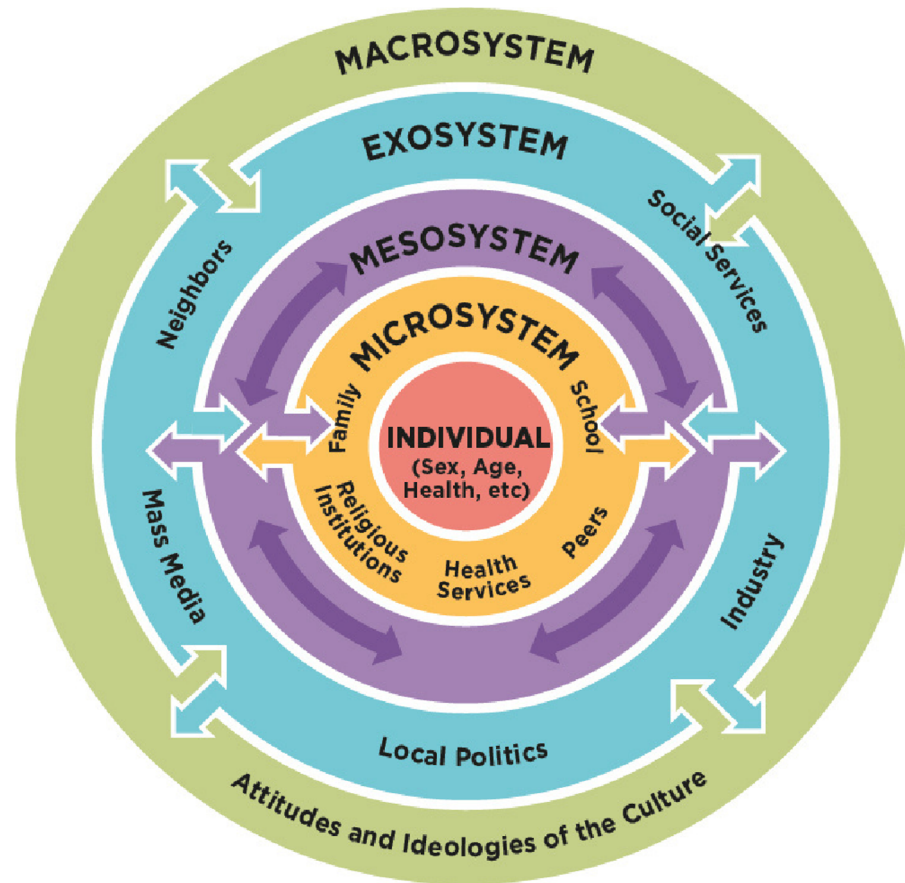 MACROSYSTEM
EXOSYSTEM
Social Services
Neighbors
MESOSYSTEM
MICROSYSTEM
Family
School
INDIVIDUAL
(Sex, Age,
Health, etc)
Religious
Institutions
Health
Services
Peers
Mass Media
Industry
Local Politics
Attitudes and Ideologies of the Culture